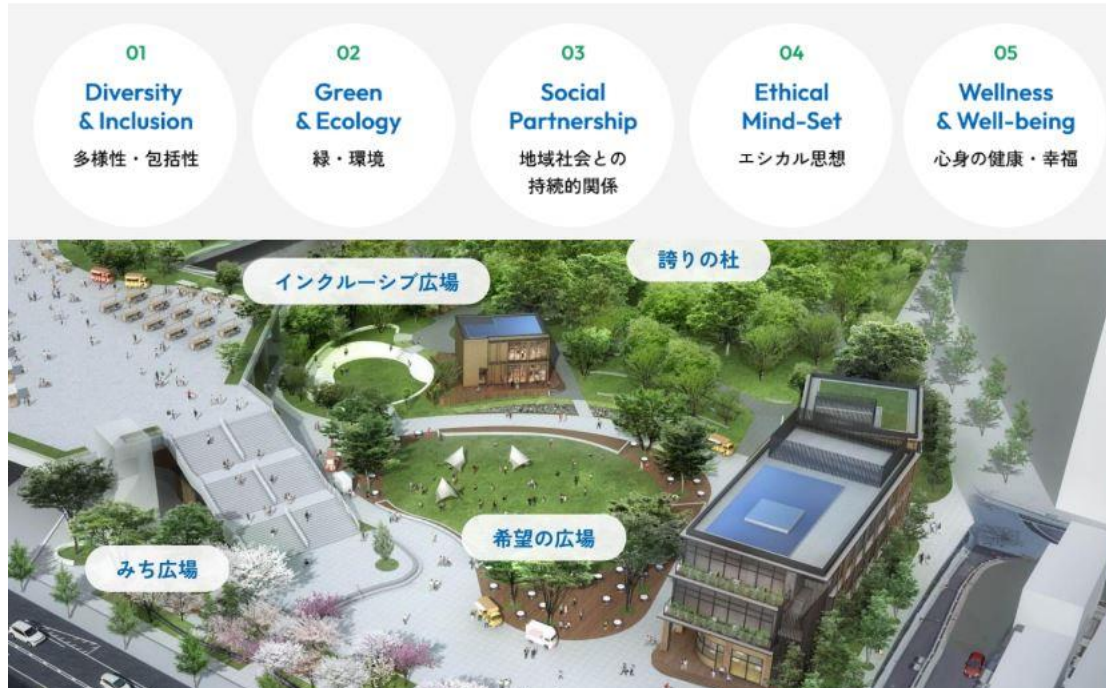 01
Diversity
& Inclusion
多様性・包括性
02
Green
& Ecology
緑・環境
03
Social
Partnership
地域社会との
持続的関係
04
Ethical
Mind-Set
エシカル思想
05
Wellness
& Well-being
心身の健康・幸福
誇りの杜
インクルーシブ広場
希望の広場
みち広場